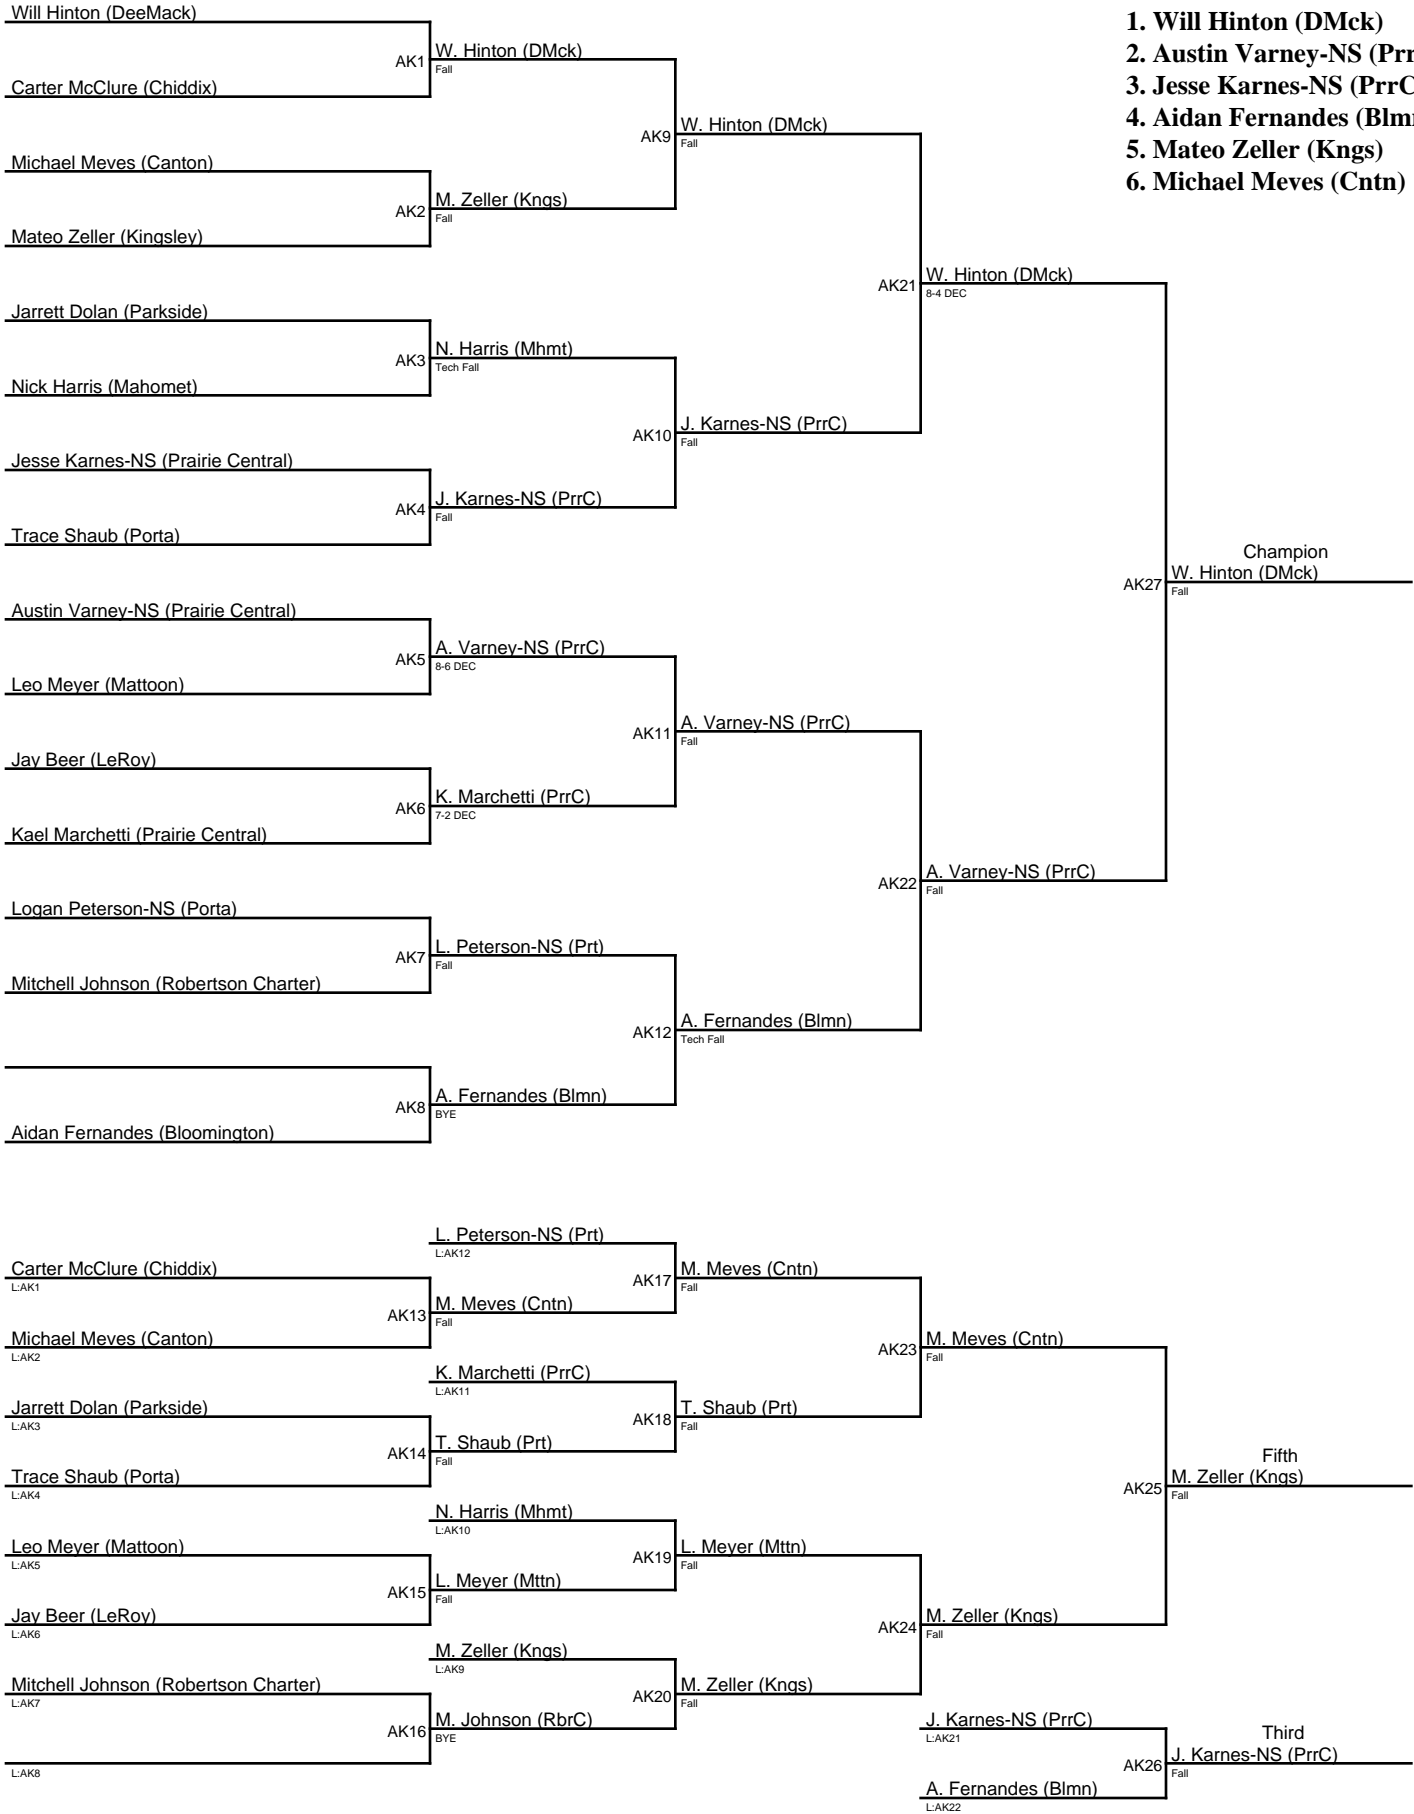 Will Hinton (DeeMack)
AK1
W. Hinton (DMck)
Fall
Carter McClure (Chiddix)
AK9
W. Hinton (DMck)
Fall
Michael Meves (Canton)
AK2
M. Zeller (Kngs)
Fall
Mateo Zeller (Kingsley)
AK21
W. Hinton (DMck)
8-4 DEC
Jarrett Dolan (Parkside)
AK3
N. Harris (Mhmt)
Tech Fall
Nick Harris (Mahomet)
AK10
J. Karnes-NS (PrrC)
Fall
Jesse Karnes-NS (Prairie Central)
AK4
J. Karnes-NS (PrrC)
Fall
Trace Shaub (Porta)
Champion
AK27
W. Hinton (DMck)
Fall
Austin Varney-NS (Prairie Central)
AK5
A. Varney-NS (PrrC)
8-6 DEC
Leo Meyer (Mattoon)
AK11
A. Varney-NS (PrrC)
Fall
Jay Beer (LeRoy)
AK6
K. Marchetti (PrrC)
7-2 DEC
Kael Marchetti (Prairie Central)
AK22
A. Varney-NS (PrrC)
Fall
Logan Peterson-NS (Porta)
AK7
L. Peterson-NS (Prt)
Fall
Mitchell Johnson (Robertson Charter)
AK12
A. Fernandes (Blmn)
Tech Fall
AK8
A. Fernandes (Blmn)
BYE
Aidan Fernandes (Bloomington)
1. Will Hinton (DMck)
2. Austin Varney-NS (Prr
3. Jesse Karnes-NS (PrrC
4. Aidan Fernandes (Blm
5. Mateo Zeller (Kngs)
6. Michael Meves (Cntn)
L. Peterson-NS (Prt)
L:AK12
Carter McClure (Chiddix)
L:AK1
AK17
M. Meves (Cntn)
Fall
AK13
M. Meves (Cntn)
Fall
Michael Meves (Canton)
L:AK2
AK23
M. Meves (Cntn)
Fall
K. Marchetti (PrrC)
L:AK11
Jarrett Dolan (Parkside)
L:AK3
AK18
T. Shaub (Prt)
Fall
AK14
T. Shaub (Prt)
Fall
Trace Shaub (Porta)
L:AK4
Fifth
AK25
M. Zeller (Kngs)
Fall
N. Harris (Mhmt)
L:AK10
Leo Meyer (Mattoon)
L:AK5
AK19
L. Meyer (Mttn)
Fall
AK15
L. Meyer (Mttn)
Fall
Jay Beer (LeRoy)
L:AK6
AK24
M. Zeller (Kngs)
Fall
M. Zeller (Kngs)
L:AK9
Mitchell Johnson (Robertson Charter)
L:AK7
AK20
M. Zeller (Kngs)
Fall
AK16
M. Johnson (RbrC)
BYE
L:AK8
J. Karnes-NS (PrrC)
L:AK21
Third
AK26
J. Karnes-NS (PrrC)
Fall
A. Fernandes (Blmn)
L:AK22